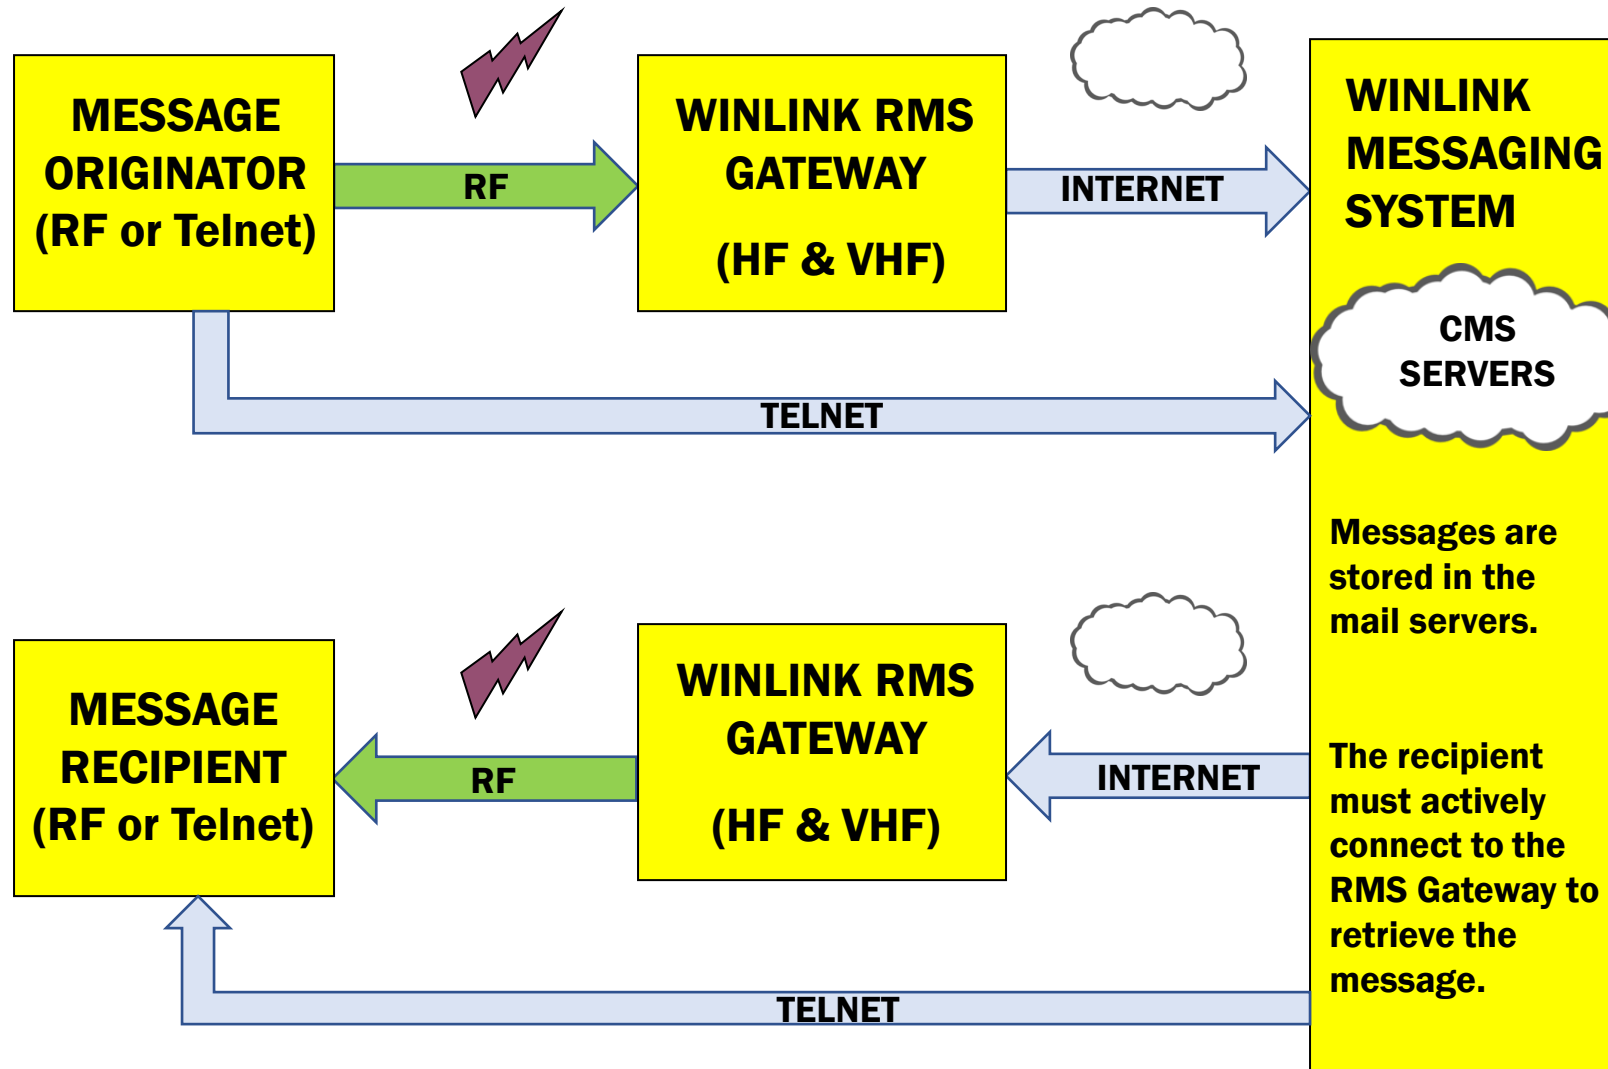 MESSAGE
ORIGINATOR
(RF or Telnet)
RF
WINLINK RMS
GATEWAY
(HF & VHF)
INTERNET
WINLINK
MESSAGING
SYSTEM
CMS
SERVERS
TELNET
Messages are
stored in the
mail servers.
MESSAGE
RECIPIENT
(RF or Telnet)
RF
WINLINK RMS
GATEWAY
(HF & VHF)
INTERNET
The recipient
must actively
connect to the
RMS Gateway to
retrieve the
message.
TELNET